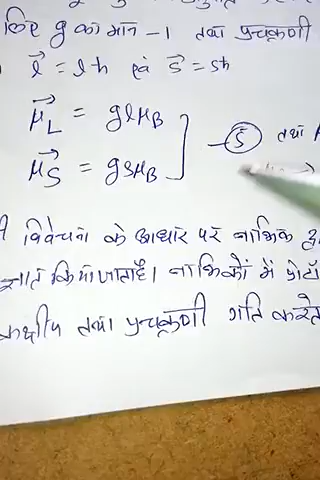 लिए g का मान -1 तथा प्रचक्रणी
l⃗ = lħ एवं s⃗ = sħ
μ⃗L = glμB
μ⃗S = gsμB ] -⑤ तथा
विवेचना के आधार पर नाभिक
ज्ञात किया जाता है। नाभिकों में
कक्षीय तथा प्रचक्रणी गति करते